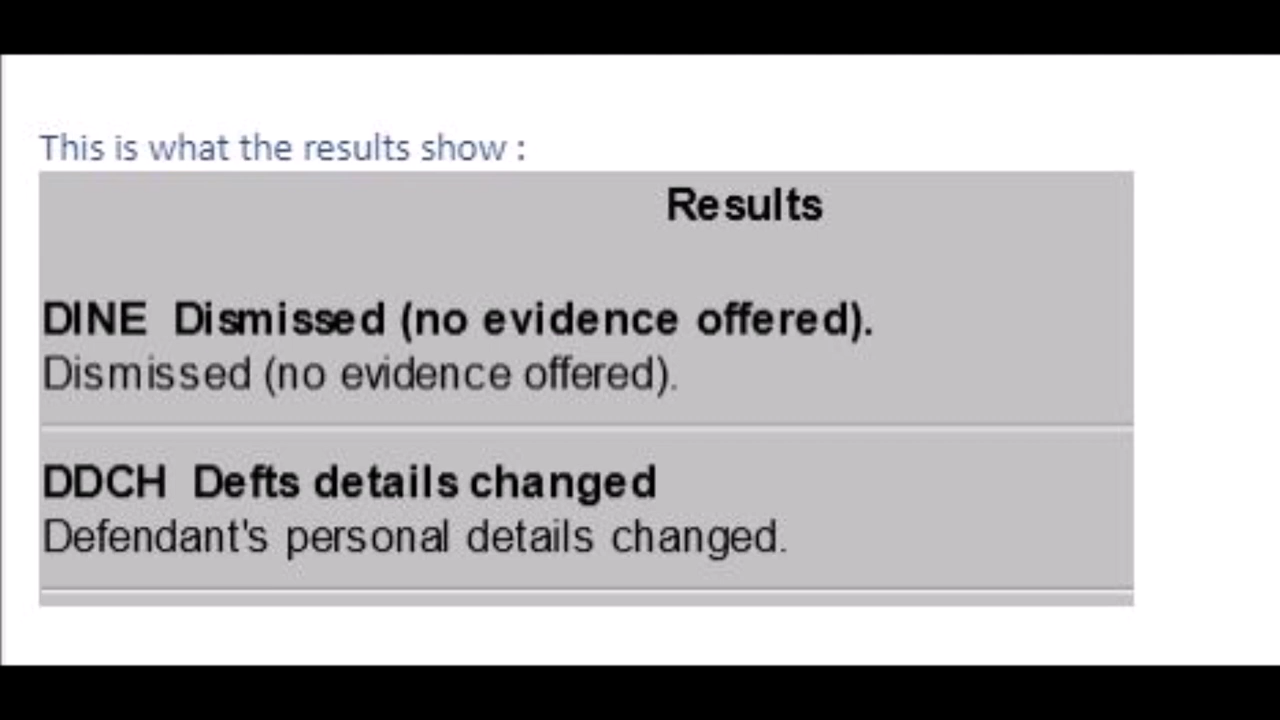 This is what the results show :
Results
DINE Dismissed (no evidence offered).
Dismissed (no evidence offered).
DDCH Defts details changed
Defendant's personal details changed.